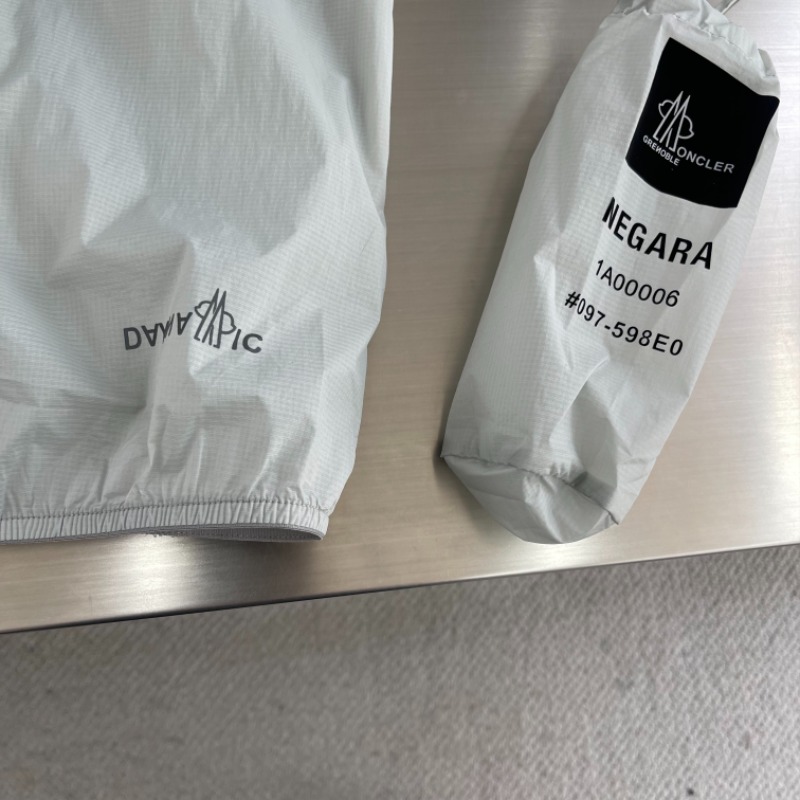 GRENOBLE MONCLER
NEGARA
1A00006
#097-598E0